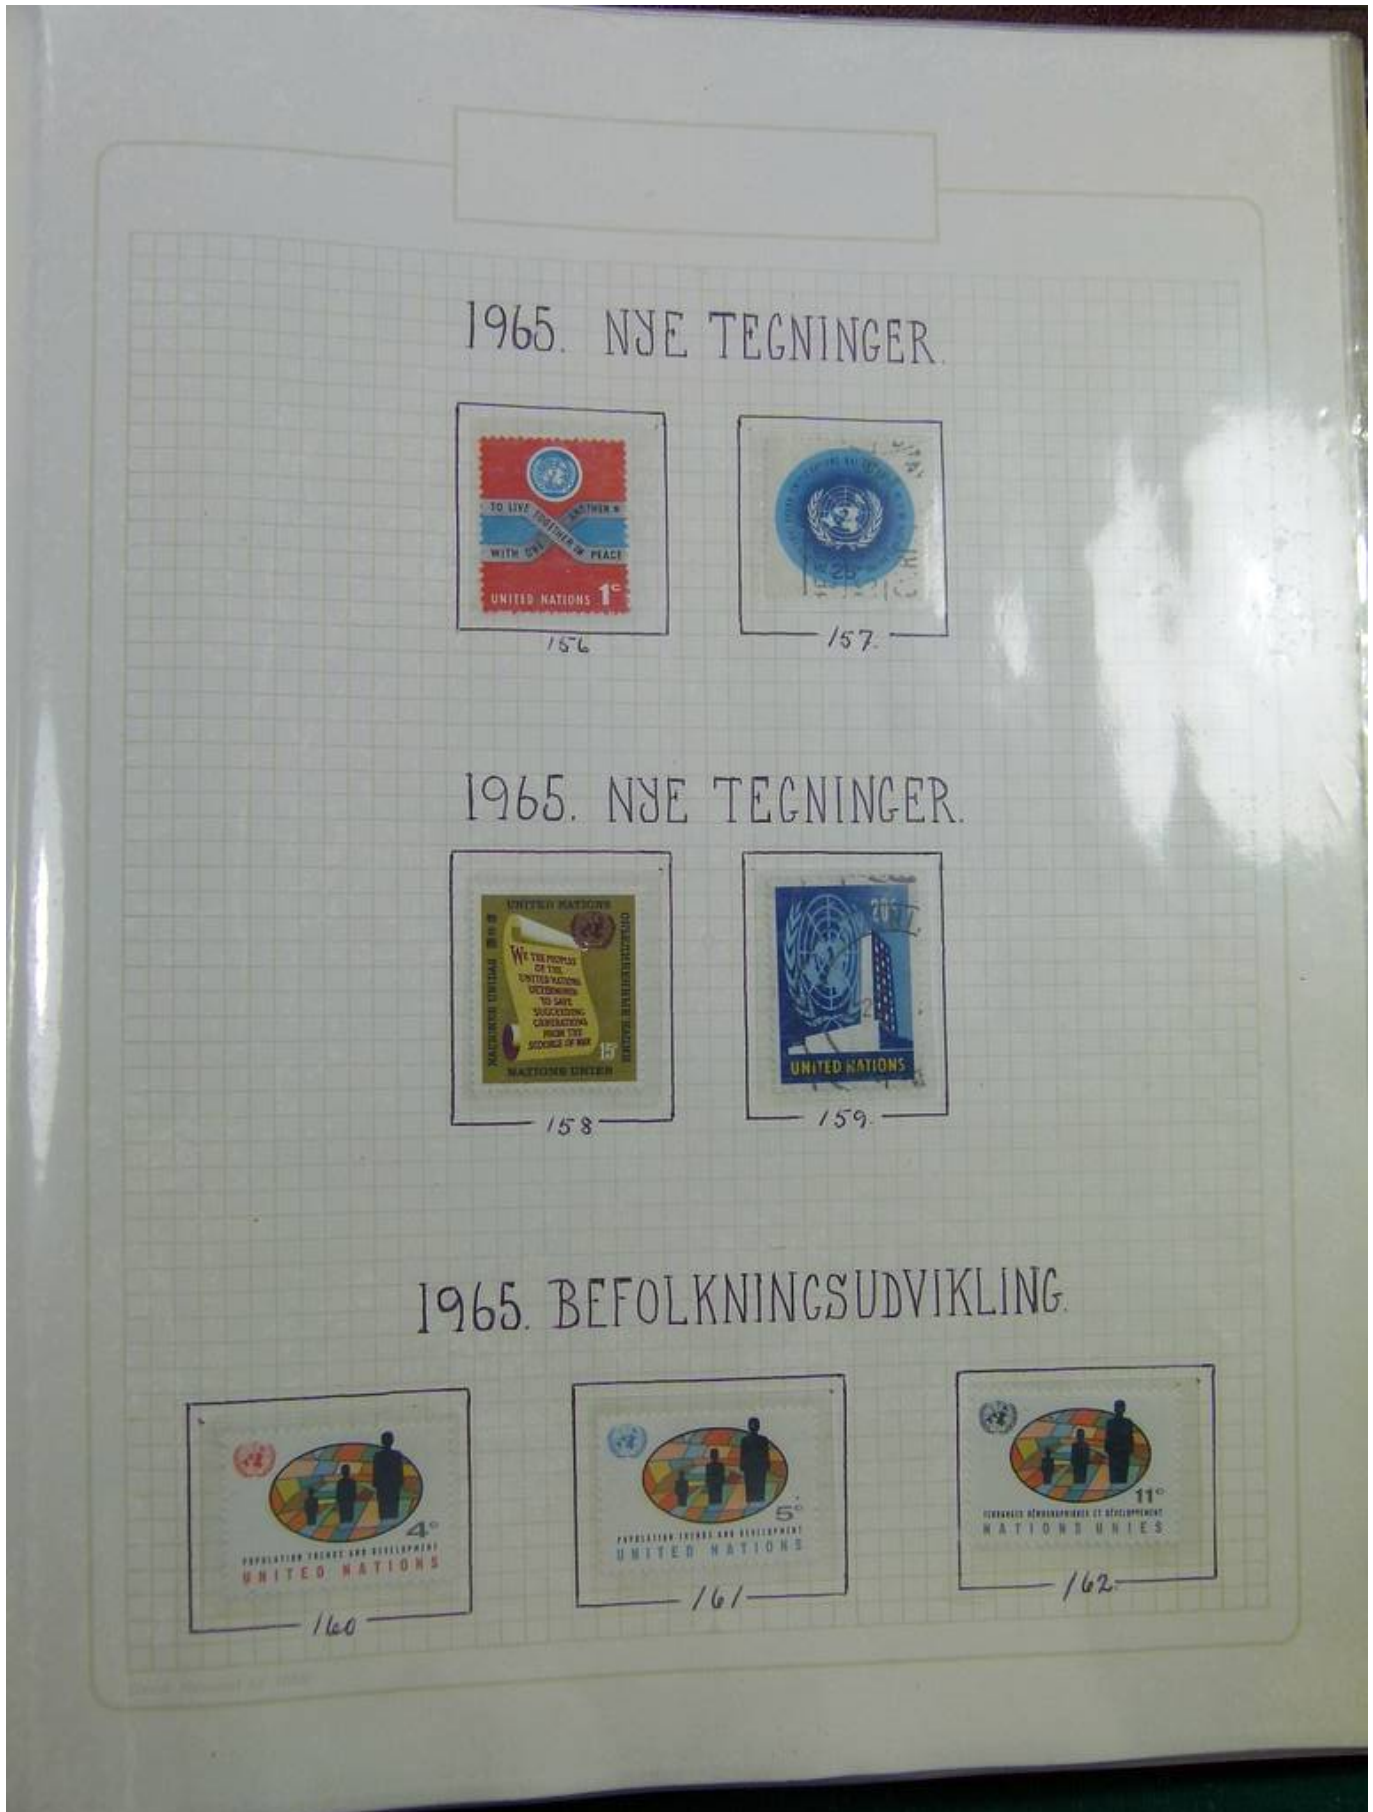 1965. NYE TEGNINGER.
TO LIVE TOGETHER IN PEACE
WITH ONE ANOTHER
UNITED NATIONS 1c
156
157.
1965. NYE TEGNINGER.
UNITED NATIONS
NACIONES UNIDAS
WE THE PEOPLES
OF THE
UNITED NATIONS
DETERMINED
TO SAVE
SUCCEEDING
GENERATIONS
FROM THE
SCOURGE OF WAR
15c
NATIONS UNIES
158
20c
UNITED NATIONS
159.
1965. BEFOLKNINGSUDVIKLING.
4c
POPULATION TRENDS AND DEVELOPMENT
UNITED NATIONS
160
5c
POPULATION TRENDS AND DEVELOPMENT
UNITED NATIONS
161
11c
TENDANCES DÉMOGRAPHIQUES ET DÉVELOPPEMENT
NATIONS UNIES
162.